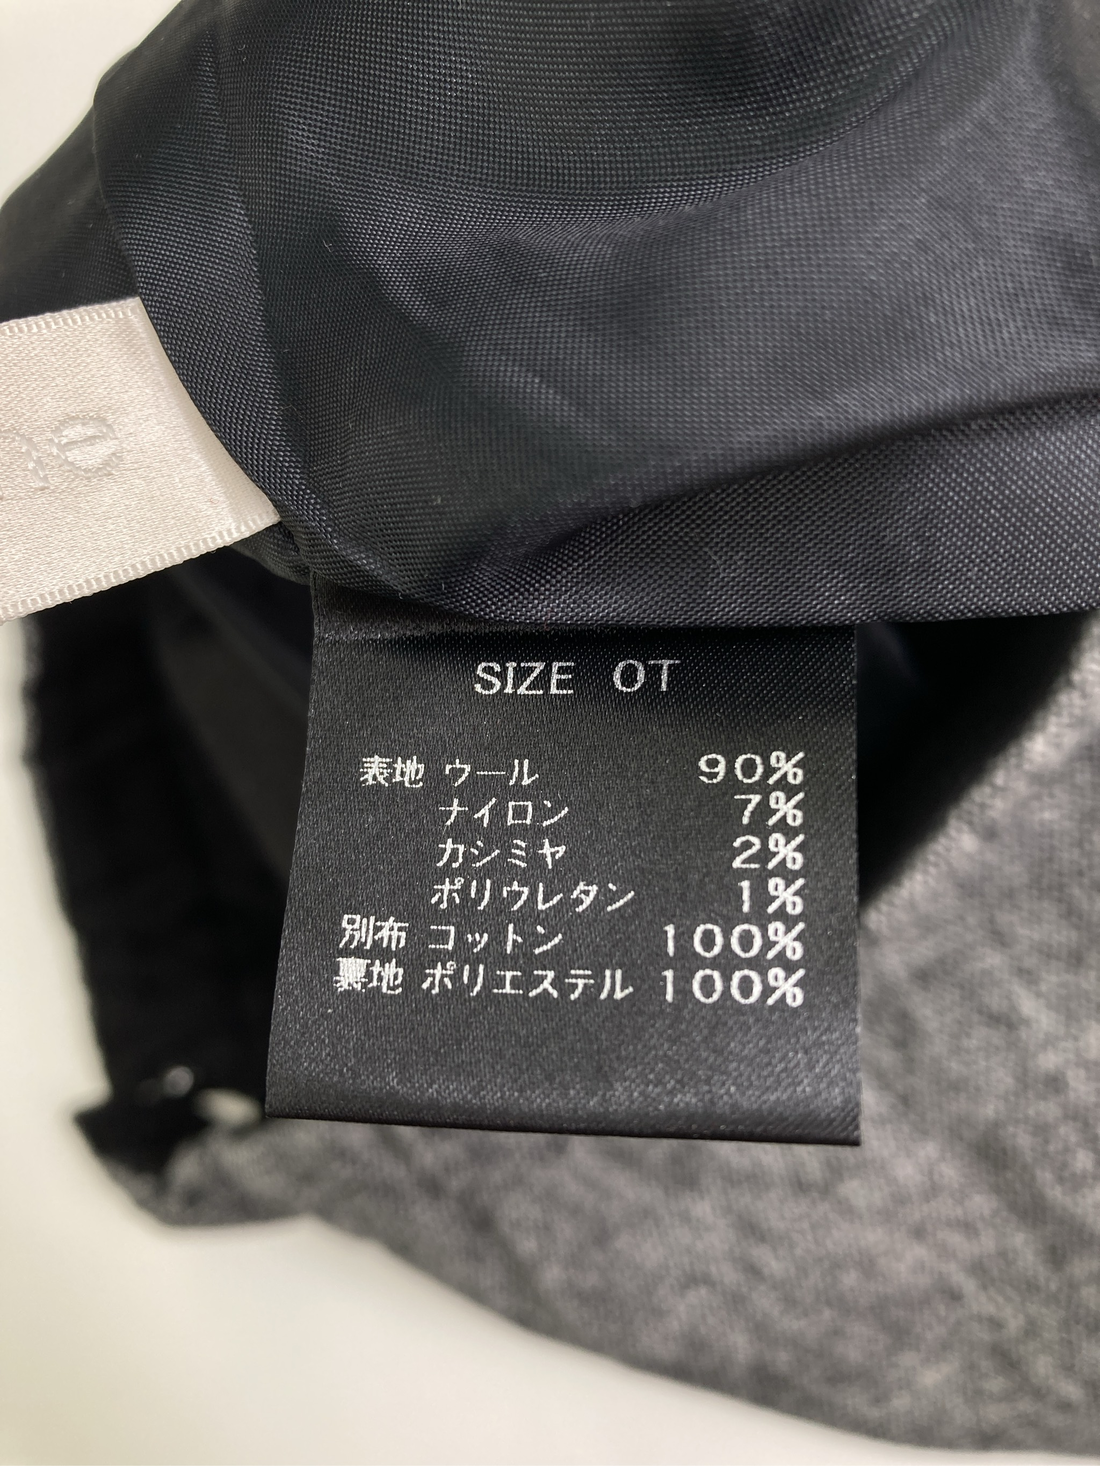 SIZE OT
表地 ウール 90%
ナイロン 7%
カシミヤ 2%
ポリウレタン 1%
別布 コットン 100%
裏地 ポリエステル 100%